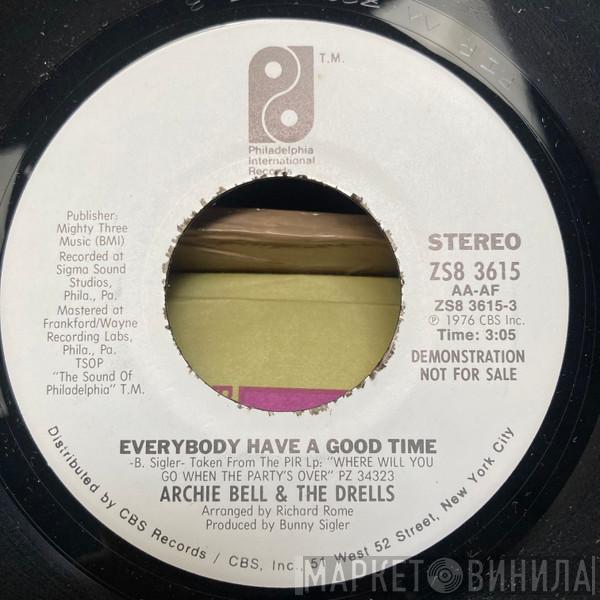 T.M.
Philadelphia
International
Records
Publisher:
Mighty Three
Music (BMI)
Recorded at
Sigma Sound
Studios,
Phila., Pa.
Mastered at
Frankford/Wayne
Recording Labs,
Phila., Pa.
TSOP
"The Sound Of
Philadelphia" T.M.
STEREO
ZS8 3615
AA-AF
ZS8 3615-3
℗ 1976 CBS Inc.
Time: 3:05
DEMONSTRATION
NOT FOR SALE
EVERYBODY HAVE A GOOD TIME
-B. Sigler- Taken From The PIR Lp: "WHERE WILL YOU
GO WHEN THE PARTY'S OVER" PZ 34323
ARCHIE BELL & THE DRELLS
Arranged by Richard Rome
Produced by Bunny Sigler
Distributed by CBS Records / CBS, Inc., 51 West 52 Street, New York City
МАРКЕТ ВИНИЛА